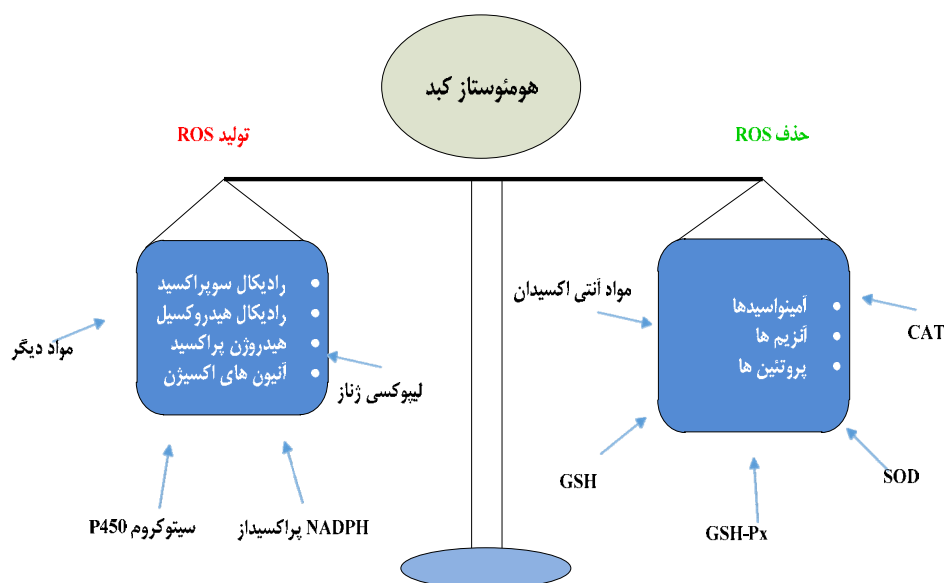 هومئوستاز کبد
حذف ROS
تولید ROS
آمینواسیدها
آنزیم ها
پروتئین ها
مواد آنتی اکسیدان
CAT
GSH
SOD
GSH-Px
رادیکال سوپراکسید
رادیکال هیدروکسیل
هیدروژن پراکسید
آنیون های اکسیژن
مواد دیگر
لیپوکسی ژناز
سیتوکروم P450
NADPH پراکسیداز